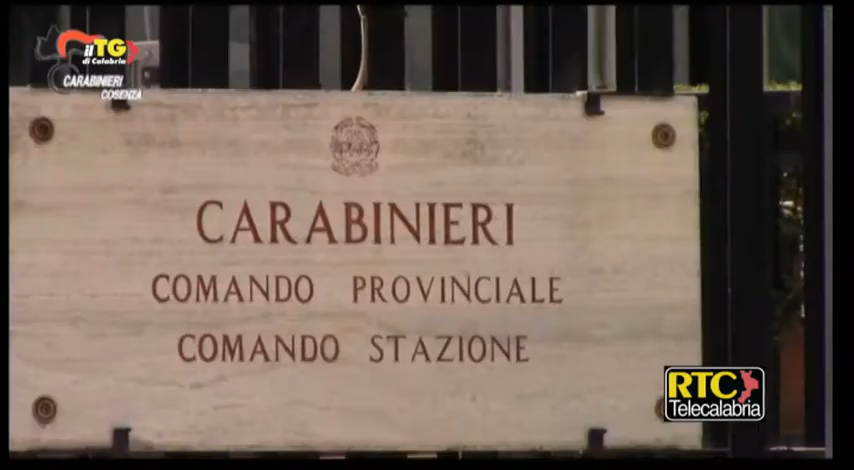 il TG
di Calabria
CARABINIERI
COSENZA
CARABINIERI
COMANDO PROVINCIALE
COMANDO STAZIONE
RTC
Telecalabria